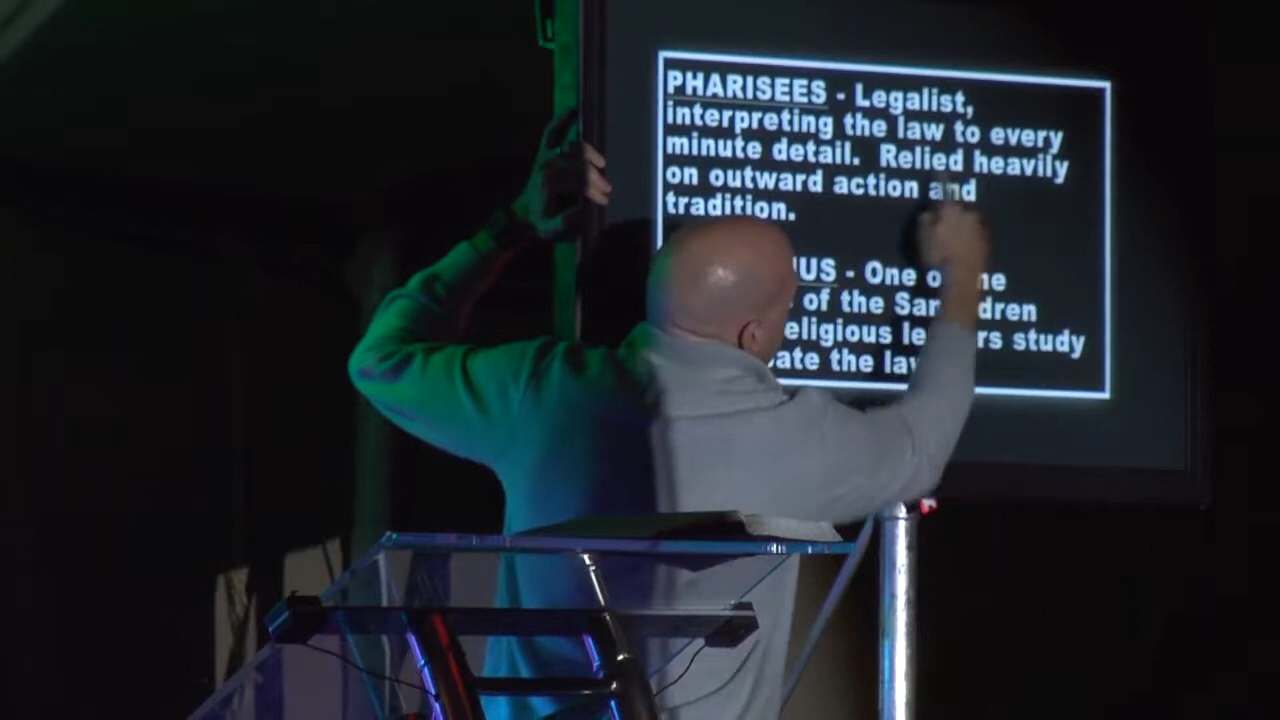 PHARISEES - Legalist,
interpreting the law to every
minute detail. Relied heavily
on outward action and
tradition.
- One
of the
study
the